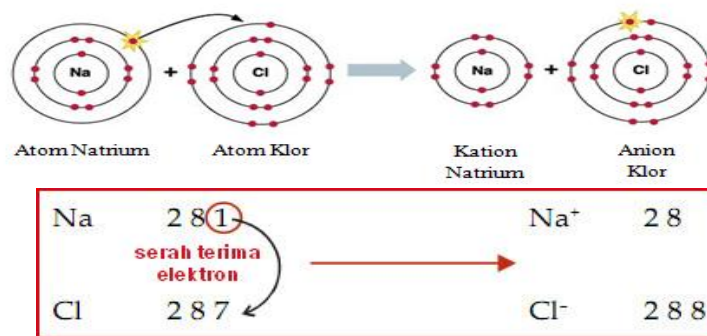 Na + Cl Na + Cl
Atom Natrium Atom Klor Kation Natrium Anion Klor
Na 2 8 1 Na⁺ 2 8
serah terima
elektron
Cl 2 8 7 Cl⁻ 2 8 8